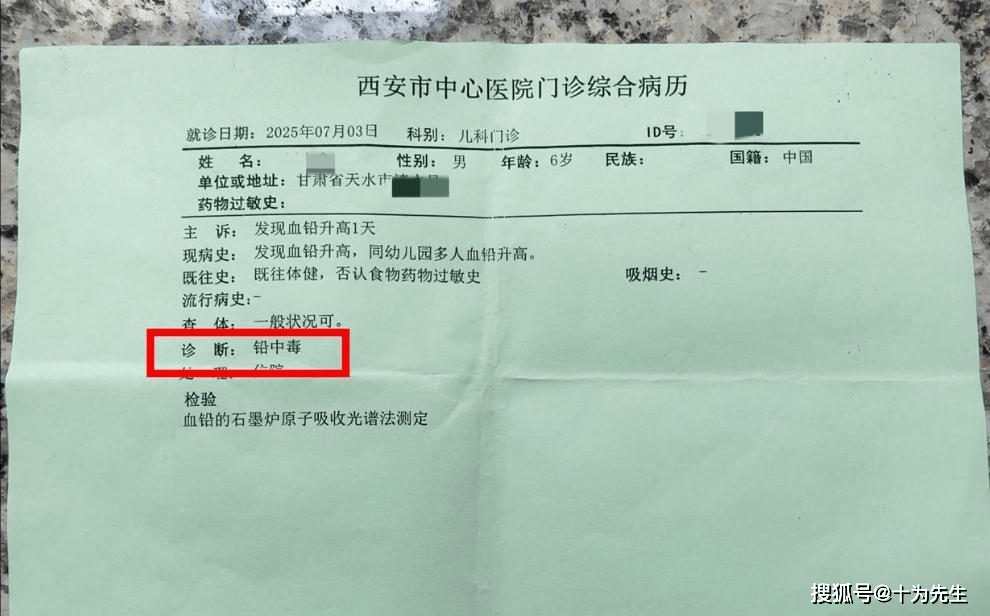 西安市中心医院门诊综合病历
就诊日期: 2025年07月03日 科别: 儿科门诊 ID号:
姓 名: 性别: 男 年龄: 6岁 民族: 国籍: 中国
单位或地址: 甘肃省天水市
药物过敏史:
主 诉: 发现血铅升高1天
现病史: 发现血铅升高，同幼儿园多人血铅升高。
既往史: 既往体健，否认食物药物过敏史 吸烟史: -
流行病史:-
查 体: 一般状况可。
诊 断: 铅中毒
检验
血铅的石墨炉原子吸收光谱法测定
搜狐号@十为先生